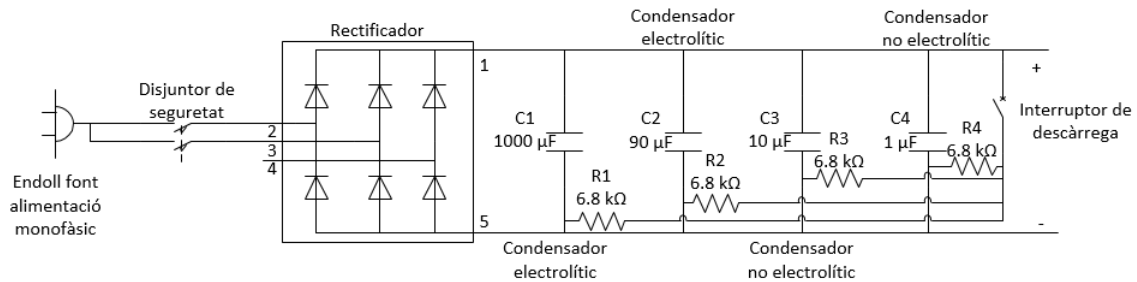 Rectificador
Condensador
electrolític
Condensador
no electrolític
Disjuntor de
seguretat
1
2
3
4
5
+
-
Endoll font
alimentació
monofàsic
C1
1000 µF
C2
90 µF
C3
10 µF
C4
1 µF
R1
6.8 kΩ
R2
6.8 kΩ
R3
6.8 kΩ
R4
6.8 kΩ
Interruptor de
descàrrega
Condensador
electrolític
Condensador
no electrolític